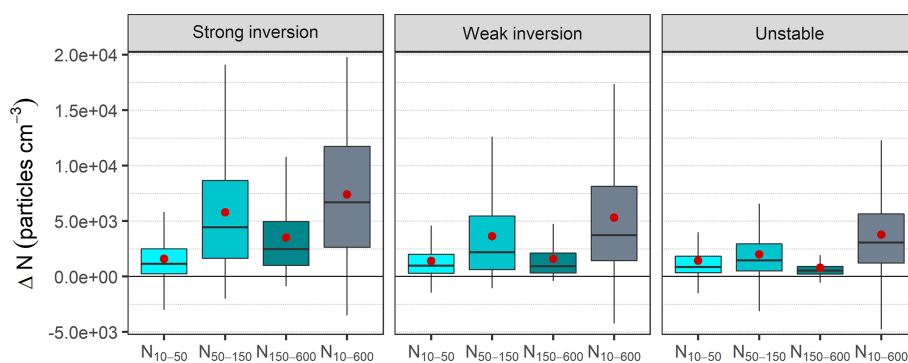 Strong inversion Weak inversion Unstable
Δ N (particles cm⁻³)
2.0e+04
1.5e+04
1.0e+04
5.0e+03
0.0e+00
-5.0e+03
N₁₀₋₅₀ N₅₀₋₁₅₀ N₁₅₀₋₆₀₀ N₁₀₋₆₀₀ N₁₀₋₅₀ N₅₀₋₁₅₀ N₁₅₀₋₆₀₀ N₁₀₋₆₀₀ N₁₀₋₅₀ N₅₀₋₁₅₀ N₁₅₀₋₆₀₀ N₁₀₋₆₀₀